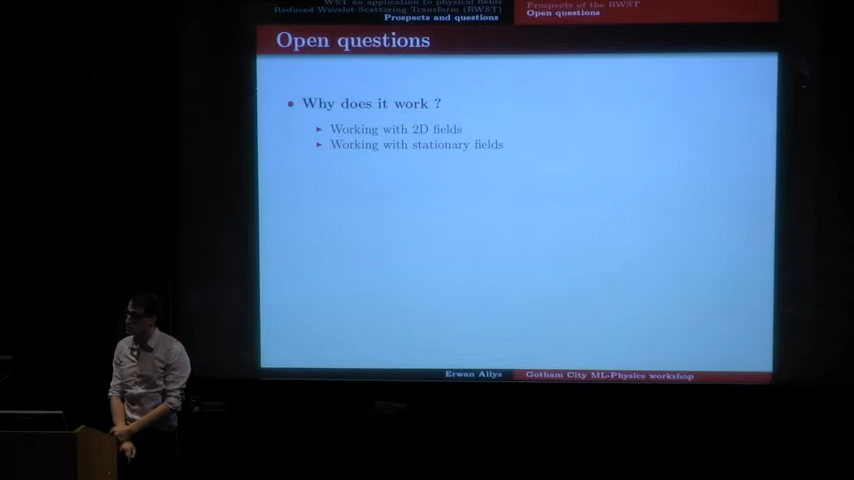 WST an application to physical fields
Reduced Wavelet Scattering Transform (RWST)
Prospects and questions
Prospects of the RWST
Open questions
Open questions
Why does it work ?
Working with 2D fields
Working with stationary fields
Erwan Allys
Gotham City ML-Physics workshop